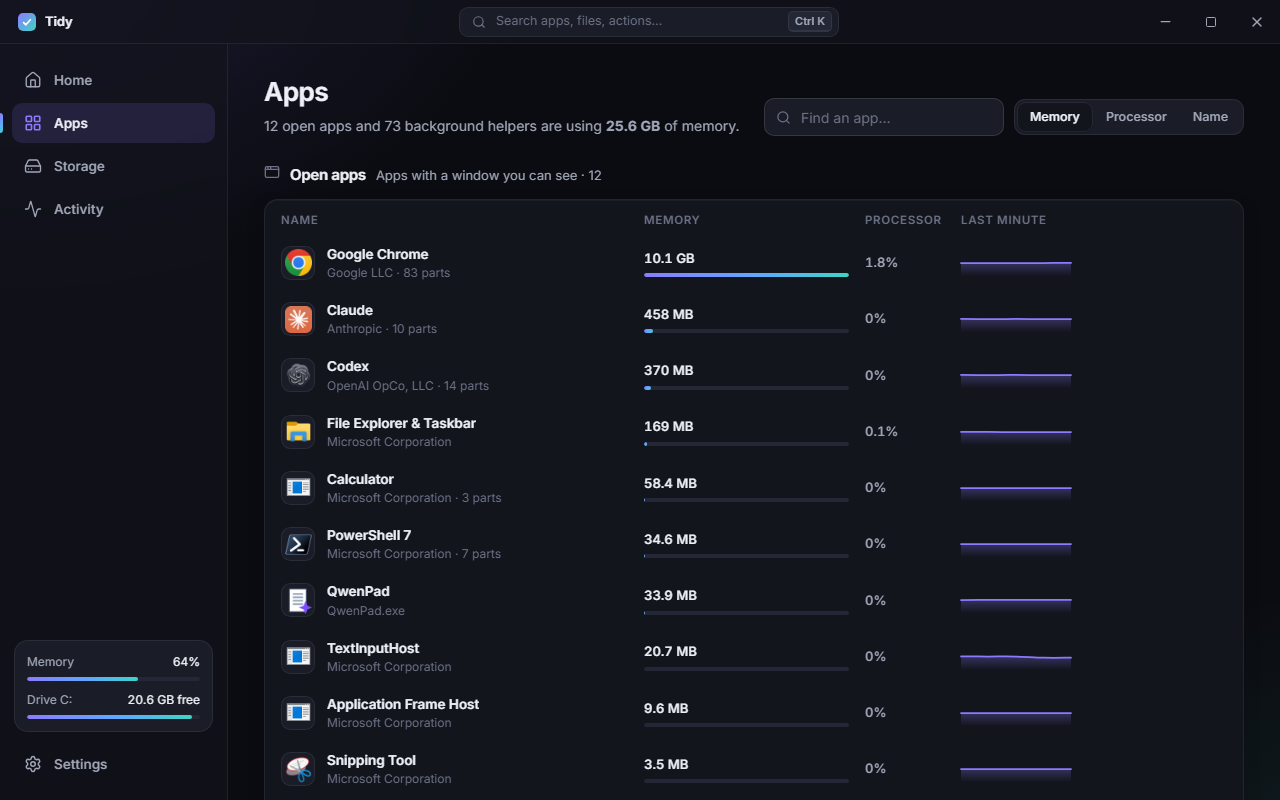 Tidy
Search apps, files, actions...
Ctrl K
Home
Apps
Storage
Activity
Memory 64%
Drive C: 20.6 GB free
Settings
Apps
12 open apps and 73 background helpers are using 25.6 GB of memory.
Find an app...
Memory Processor Name
Open apps Apps with a window you can see · 12
NAME MEMORY PROCESSOR LAST MINUTE
Google Chrome
Google LLC · 83 parts
10.1 GB
1.8%
Claude
Anthropic · 10 parts
458 MB
0%
Codex
OpenAI OpCo, LLC · 14 parts
370 MB
0%
File Explorer & Taskbar
Microsoft Corporation
169 MB
0.1%
Calculator
Microsoft Corporation · 3 parts
58.4 MB
0%
PowerShell 7
Microsoft Corporation · 7 parts
34.6 MB
0%
QwenPad
QwenPad.exe
33.9 MB
0%
TextInputHost
Microsoft Corporation
20.7 MB
0%
Application Frame Host
Microsoft Corporation
9.6 MB
0%
Snipping Tool
Microsoft Corporation
3.5 MB
0%